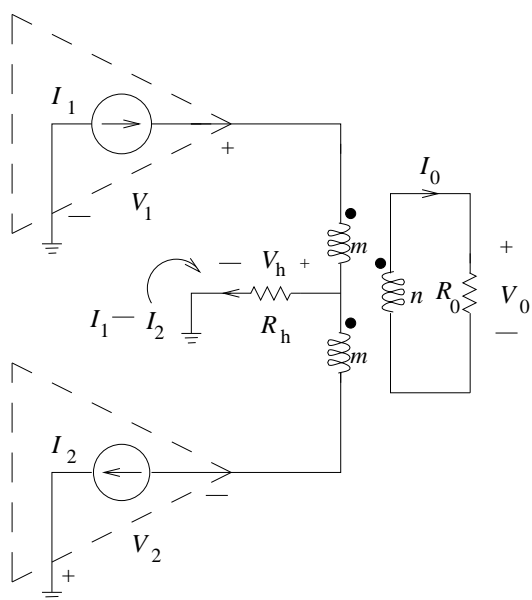 I1
+
—
V1
I0
m
— Vh +
n
R0
+
V0
—
I1 — I2
Rh
m
I2
—
V2
+